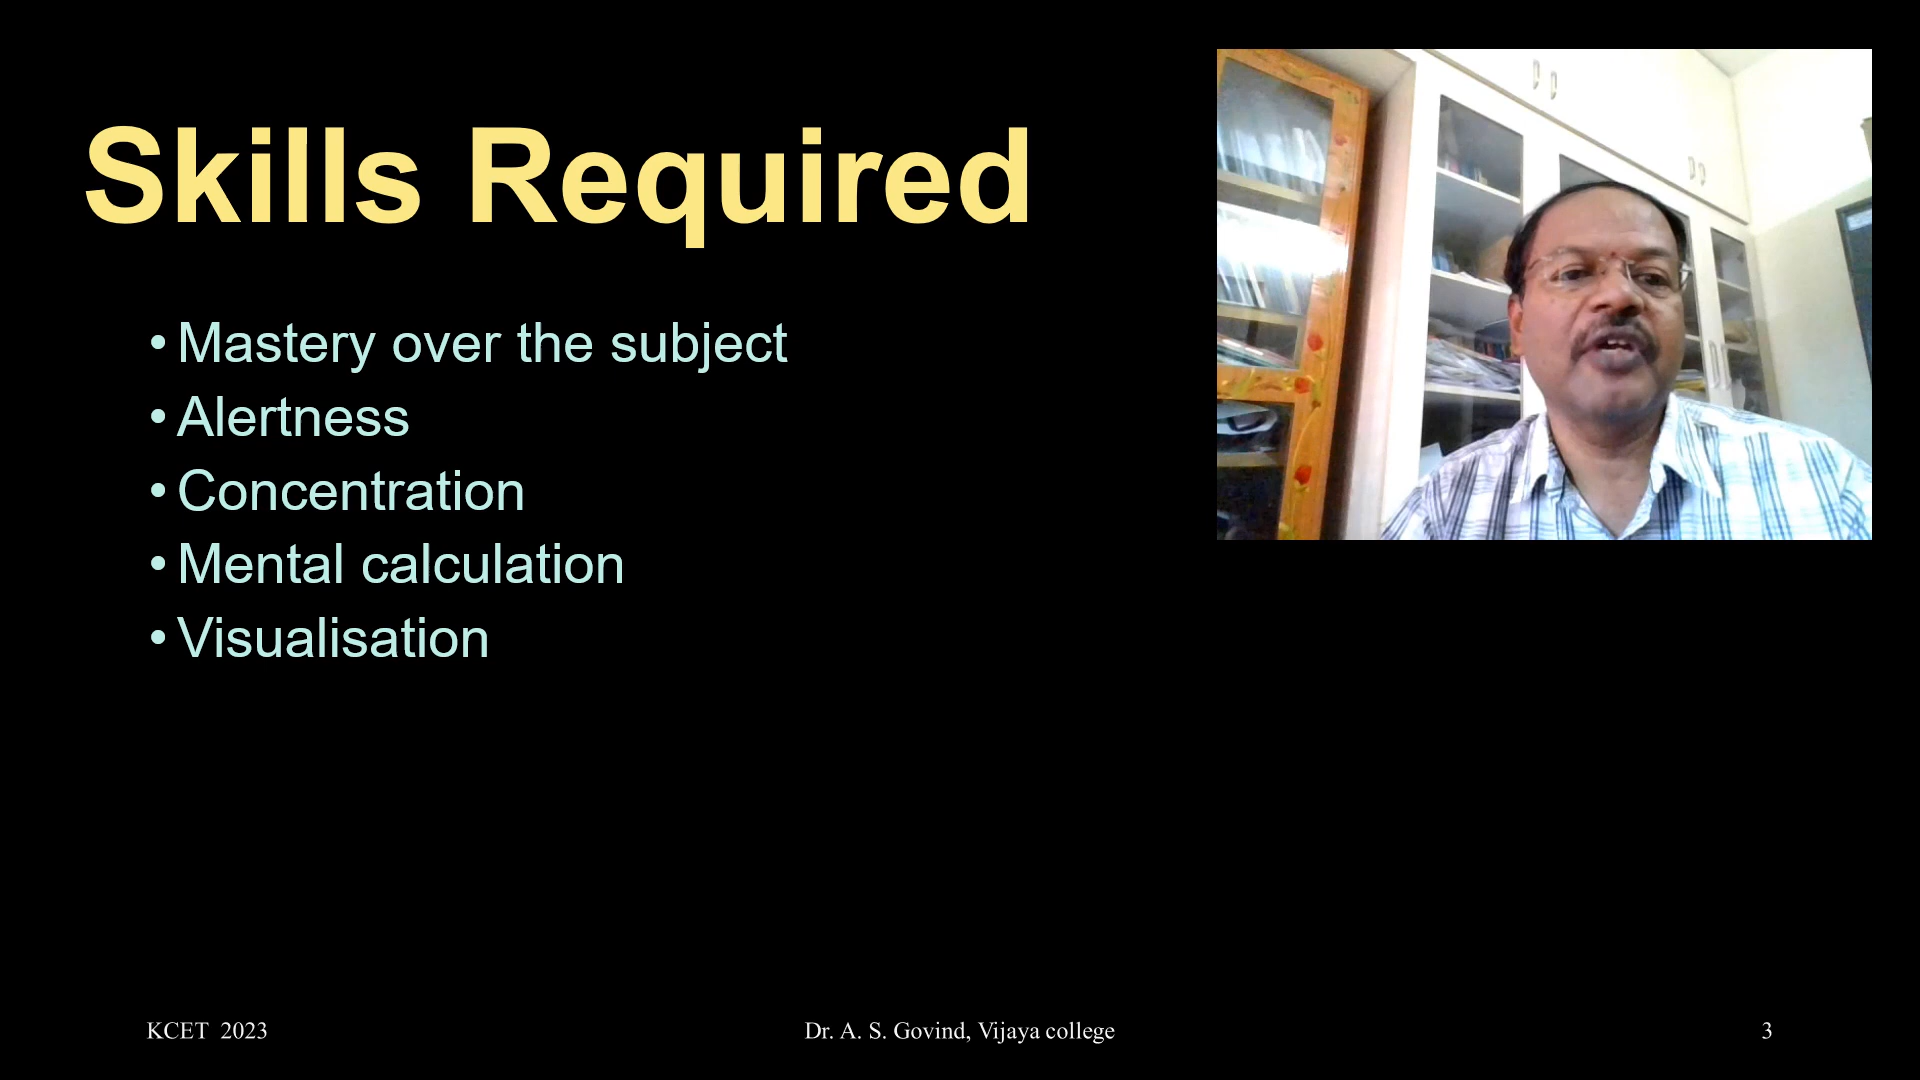 Skills Required
• Mastery over the subject
• Alertness
• Concentration
• Mental calculation
• Visualisation
KCET 2023
Dr. A. S. Govind, Vijaya college
3